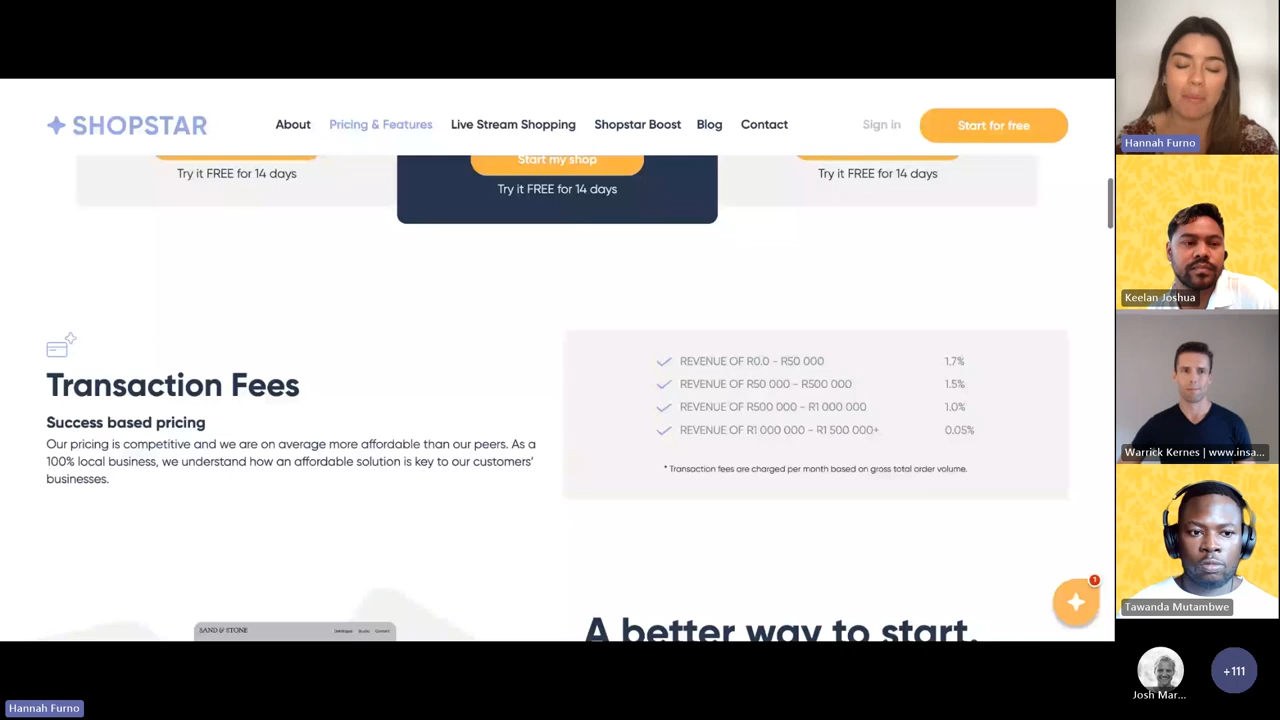 SHOPSTAR
About
Pricing & Features
Live Stream Shopping
Shopstar Boost
Blog
Contact
Sign in
Start for free
Start my shop
Try it FREE for 14 days
Try it FREE for 14 days
Try it FREE for 14 days
Transaction Fees
Success based pricing
Our pricing is competitive and we are on average more affordable than our peers. As a
100% local business, we understand how an affordable solution is key to our customers'
businesses.
REVENUE OF R0.0 - R50 000 1.7%
REVENUE OF R50 000 - R500 000 1.5%
REVENUE OF R500 000 - R1 000 000 1.0%
REVENUE OF R1 000 000 - R1 500 000+ 0.05%
* Transaction fees are charged per month based on gross total order volume.
SAND & STONE
A better way to start.
1
Hannah Furno
Keelan Joshua
Warrick Kernes | www.insa...
Tawanda Mutambwe
Josh Mar...
+111
Hannah Furno